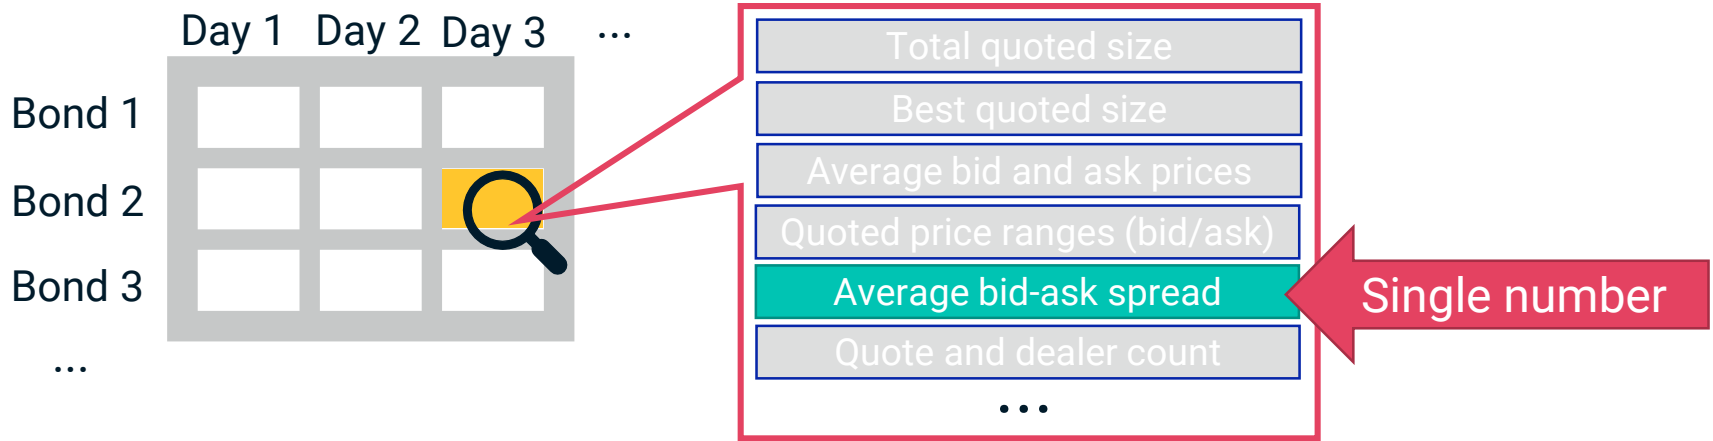 Day 1 Day 2 Day 3 ...
Bond 1
Bond 2
Bond 3
...
Total quoted size
Best quoted size
Average bid and ask prices
Quoted price ranges (bid/ask)
Average bid-ask spread
Quote and dealer count
...
Single number